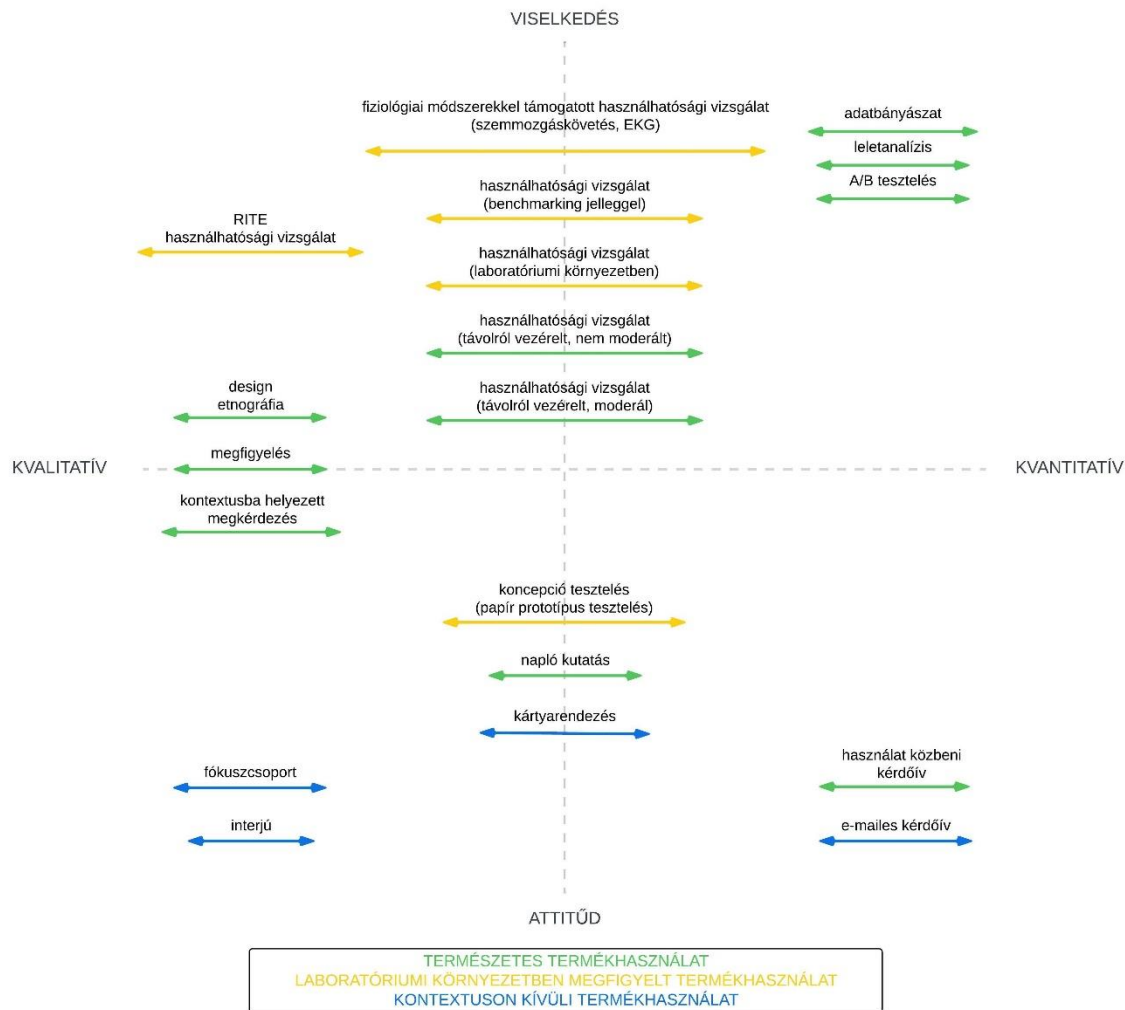 VISELKEDÉS
fiziológiai módszerekkel támogatott használhatósági vizsgálat
(szemmozgáskövetés, EKG)
adatbányászat
leletanalízis
A/B tesztelés
használhatósági vizsgálat
(benchmarking jelleggel)
RITE
használhatósági vizsgálat
használhatósági vizsgálat
(laboratóriumi környezetben)
használhatósági vizsgálat
(távolról vezérelt, nem moderált)
design
etnográfia
használhatósági vizsgálat
(távolról vezérelt, moderál)
KVALITATÍV
megfigyelés
KVANTITATÍV
kontextusba helyezett
megkérdezés
koncepció tesztelés
(papír prototípus tesztelés)
napló kutatás
kártyarendezés
fókuszcsoport
használat közbeni
kérdőív
interjú
e-mailes kérdőív
ATTITŰD
TERMÉSZETES TERMÉKHASZNÁLAT
LABORATÓRIUMI KÖRNYEZETBEN MEGFIGYELT TERMÉKHASZNÁLAT
KONTEXTUSON KÍVÜLI TERMÉKHASZNÁLAT